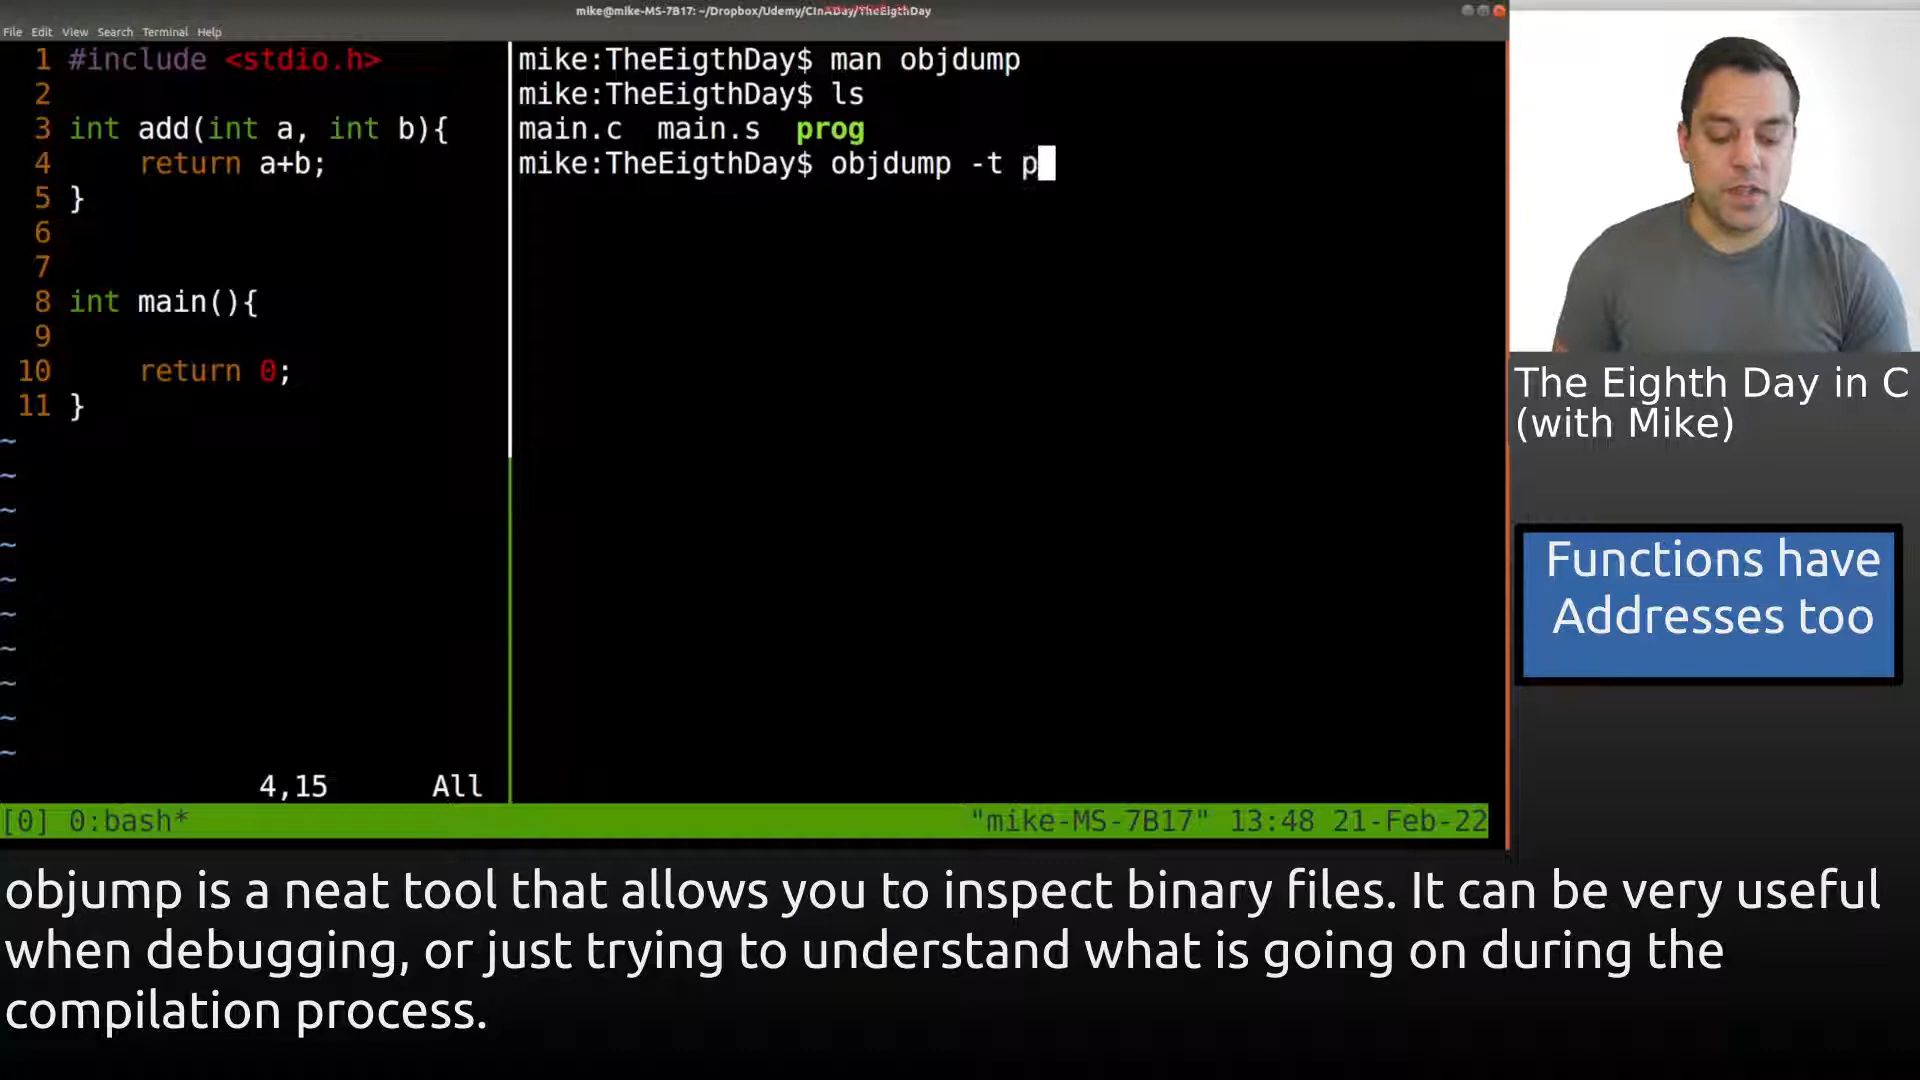 mike@mike-MS-7B17: ~/Dropbox/Udemy/CInADay/TheEigthDay
File Edit View Search Terminal Help
1 #include <stdio.h>
2
3 int add(int a, int b){
4 return a+b;
5 }
6
7
8 int main(){
9
10 return 0;
11 }
~
~
~
~
~
~
~
~
~
~
4,15 All
mike:TheEigthDay$ man objdump
mike:TheEigthDay$ ls
main.c main.s prog
mike:TheEigthDay$ objdump -t p
[0] 0:bash* "mike-MS-7B17" 13:48 21-Feb-22
The Eighth Day in C
(with Mike)
Functions have
Addresses too
objump is a neat tool that allows you to inspect binary files. It can be very useful
when debugging, or just trying to understand what is going on during the
compilation process.